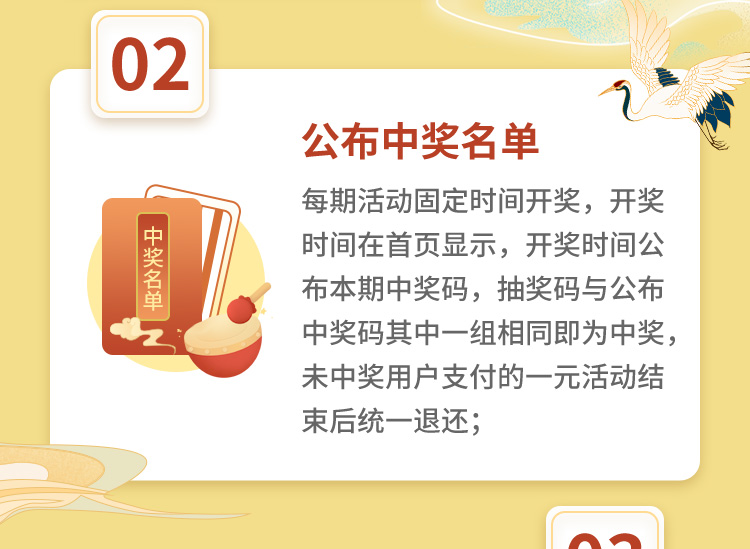 02
公布中奖名单
每期活动固定时间开奖，开奖
时间在首页显示，开奖时间公
布本期中奖码，抽奖码与公布
中奖码其中一组相同即为中奖，
未中奖用户支付的一元活动结
束后统一退还；
中奖名单
03